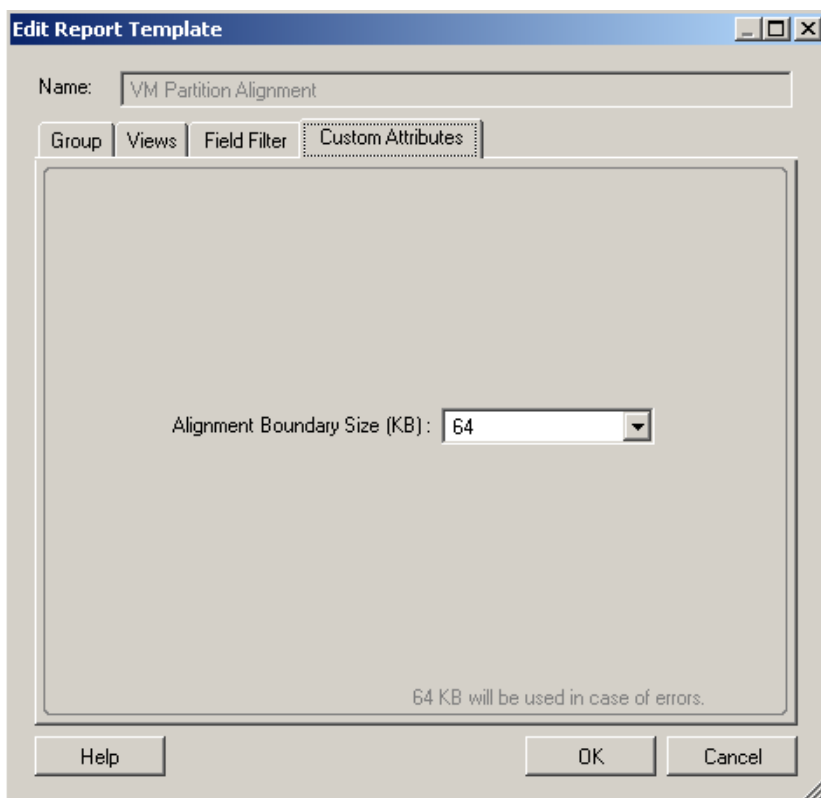 Edit Report Template
Name: VM Partition Alignment
Group Views Field Filter Custom Attributes
Alignment Boundary Size (KB) : 64
64 KB will be used in case of errors.
Help OK Cancel